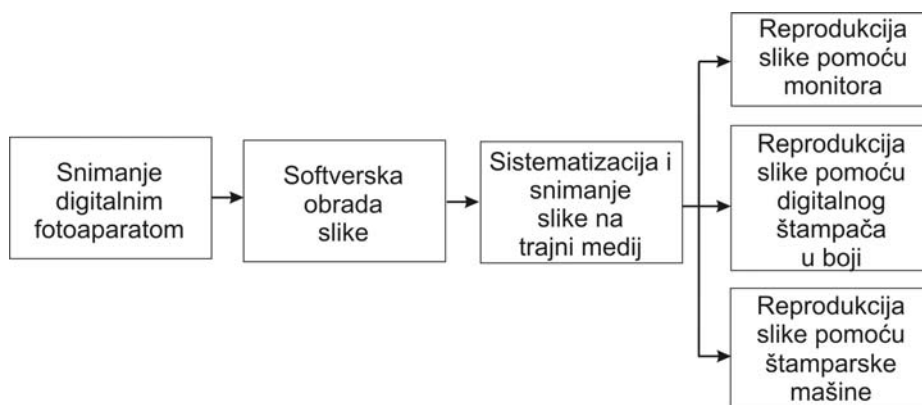 Snimanje
digitalnim
fotoaparatom
Softverska
obrada
slike
Sistematizacija i
snimanje
slike na
trajni medij
Reprodukcija
slike pomoću
monitora
Reprodukcija
slike pomoću
digitalnog
štampača
u boji
Reprodukcija
slike pomoću
štamparske
mašine